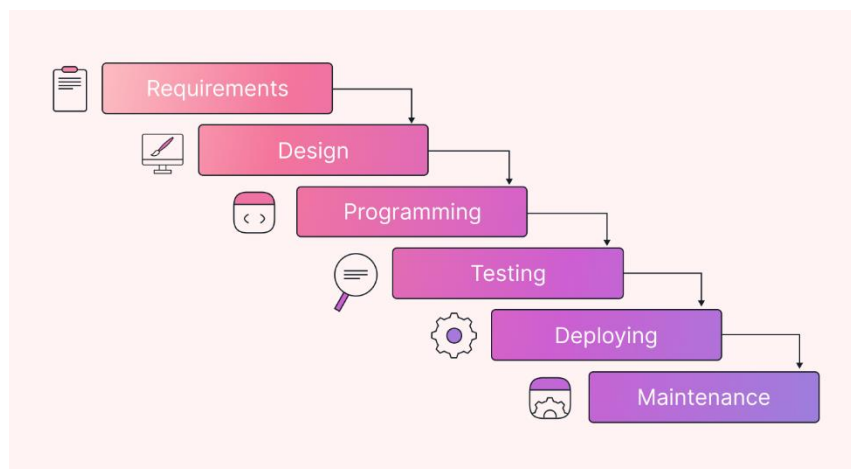 Requirements
Design
Programming
Testing
Deploying
Maintenance